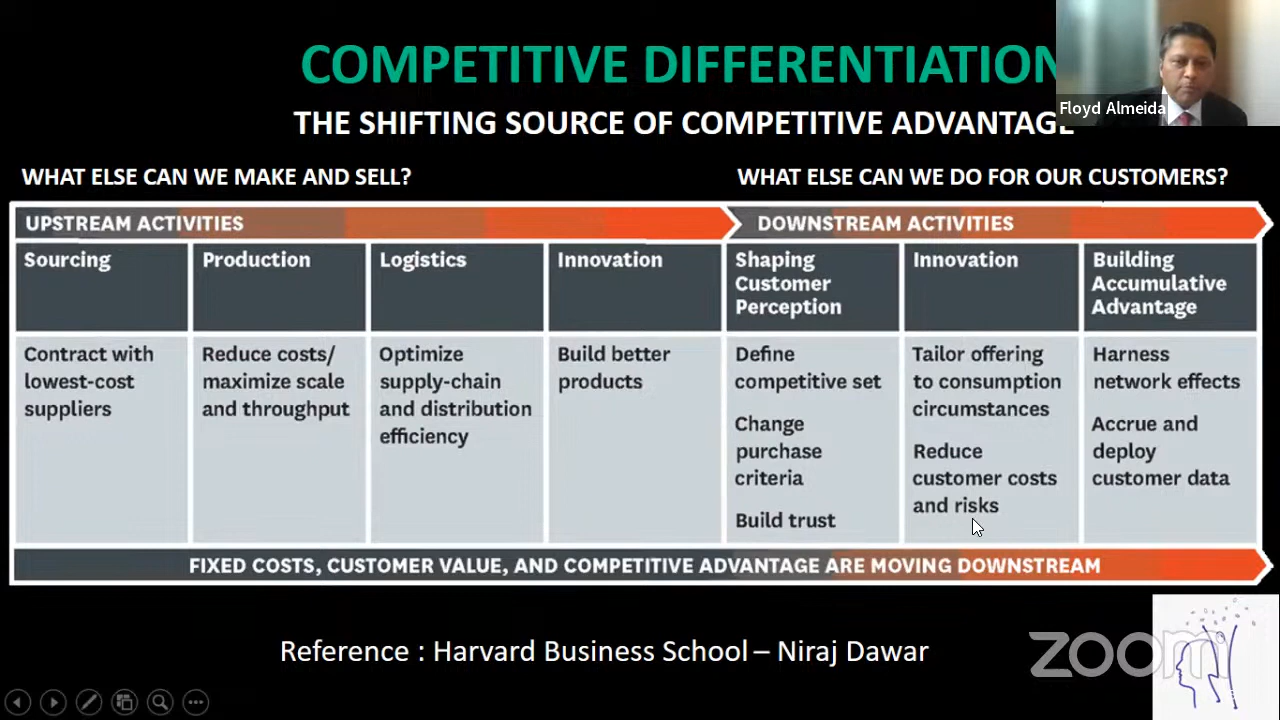 COMPETITIVE DIFFERENTIATION
THE SHIFTING SOURCE OF COMPETITIVE ADVANTAGE
Floyd Almeida
WHAT ELSE CAN WE MAKE AND SELL?
WHAT ELSE CAN WE DO FOR OUR CUSTOMERS?
UPSTREAM ACTIVITIES
DOWNSTREAM ACTIVITIES
Sourcing
Contract with
lowest-cost
suppliers
Production
Reduce costs/
maximize scale
and throughput
Logistics
Optimize
supply-chain
and distribution
efficiency
Innovation
Build better
products
Shaping
Customer
Perception
Define
competitive set
Change
purchase
criteria
Build trust
Innovation
Tailor offering
to consumption
circumstances
Reduce
customer costs
and risks
Building
Accumulative
Advantage
Harness
network effects
Accrue and
deploy
customer data
FIXED COSTS, CUSTOMER VALUE, AND COMPETITIVE ADVANTAGE ARE MOVING DOWNSTREAM
Reference : Harvard Business School – Niraj Dawar
zoom